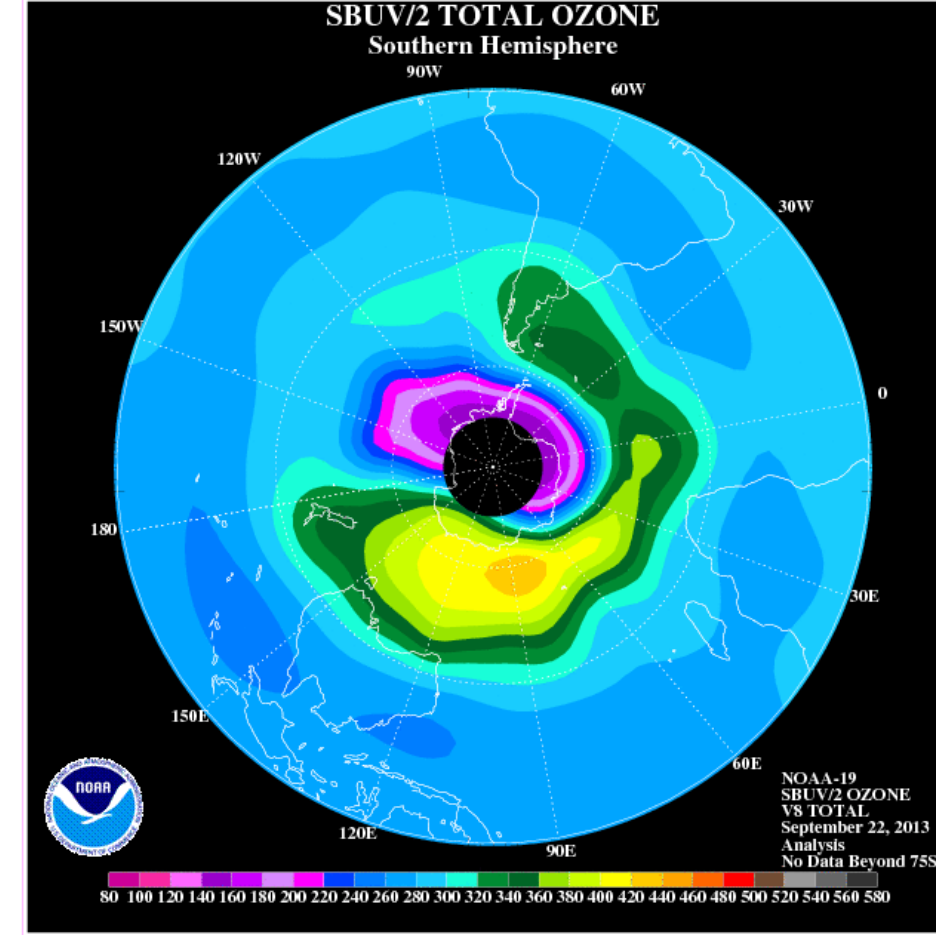 SBUV/2 TOTAL OZONE
Southern Hemisphere
90W
60W
120W
30W
150W
0
180
30E
150E
60E
120E
90E
NOAA
NOAA-19
SBUV/2 OZONE
V8 TOTAL
September 22, 2013
Analysis
No Data Beyond 75S
80 100 120 140 160 180 200 220 240 260 280 300 320 340 360 380 400 420 440 460 480 500 520 540 560 580